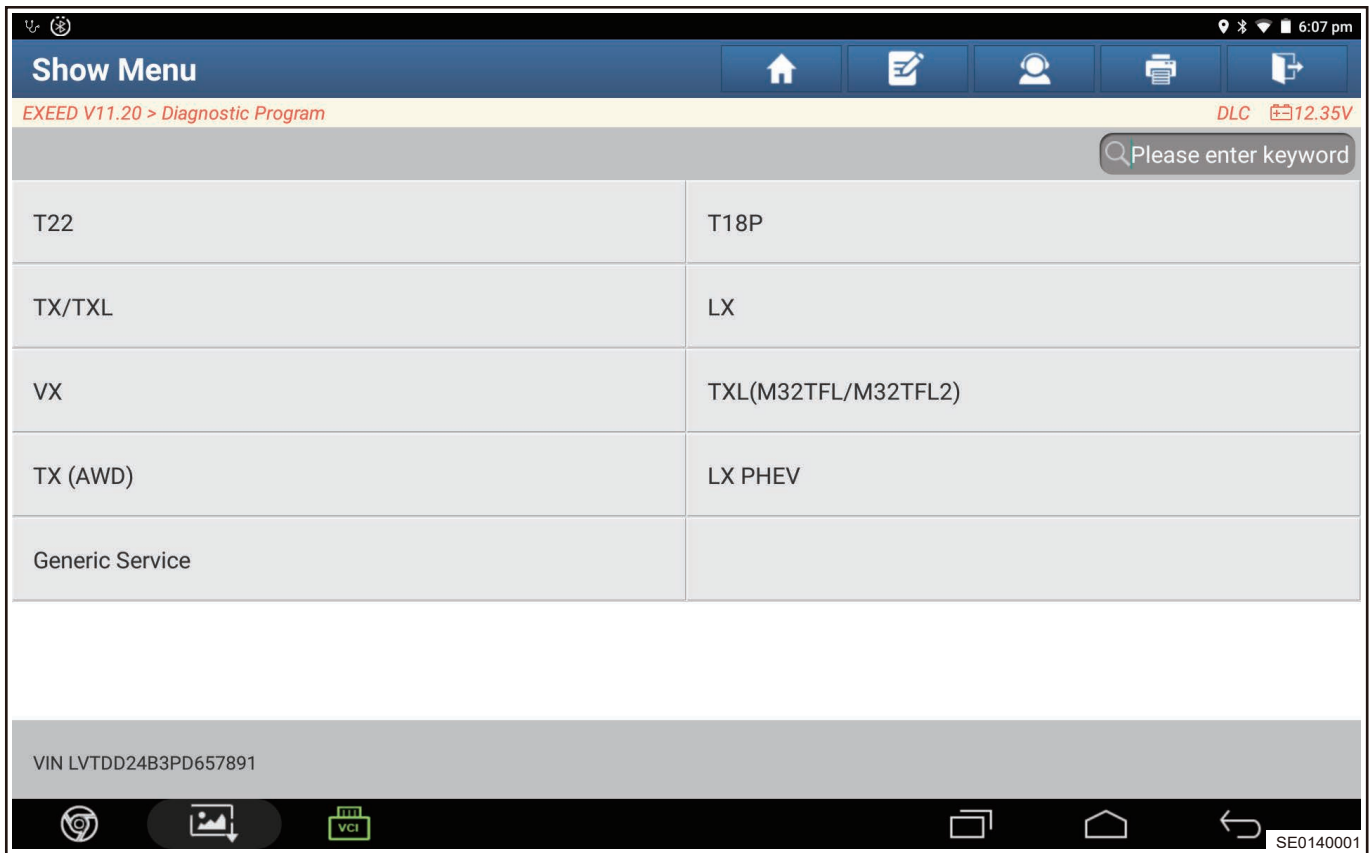 6:07 pm
Show Menu
EXEED V11.20 > Diagnostic Program
DLC 12.35V
Please enter keyword
T22
T18P
TX/TXL
LX
VX
TXL(M32TFL/M32TFL2)
TX (AWD)
LX PHEV
Generic Service
VIN LVTDD24B3PD657891
VCI
SE0140001